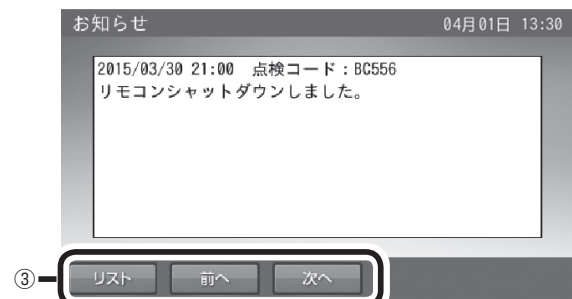 お知らせ 04月01日 13:30
2015/03/30 21:00 点検コード:BC556
リモコンシャットダウンしました。
③ リスト 前へ 次へ